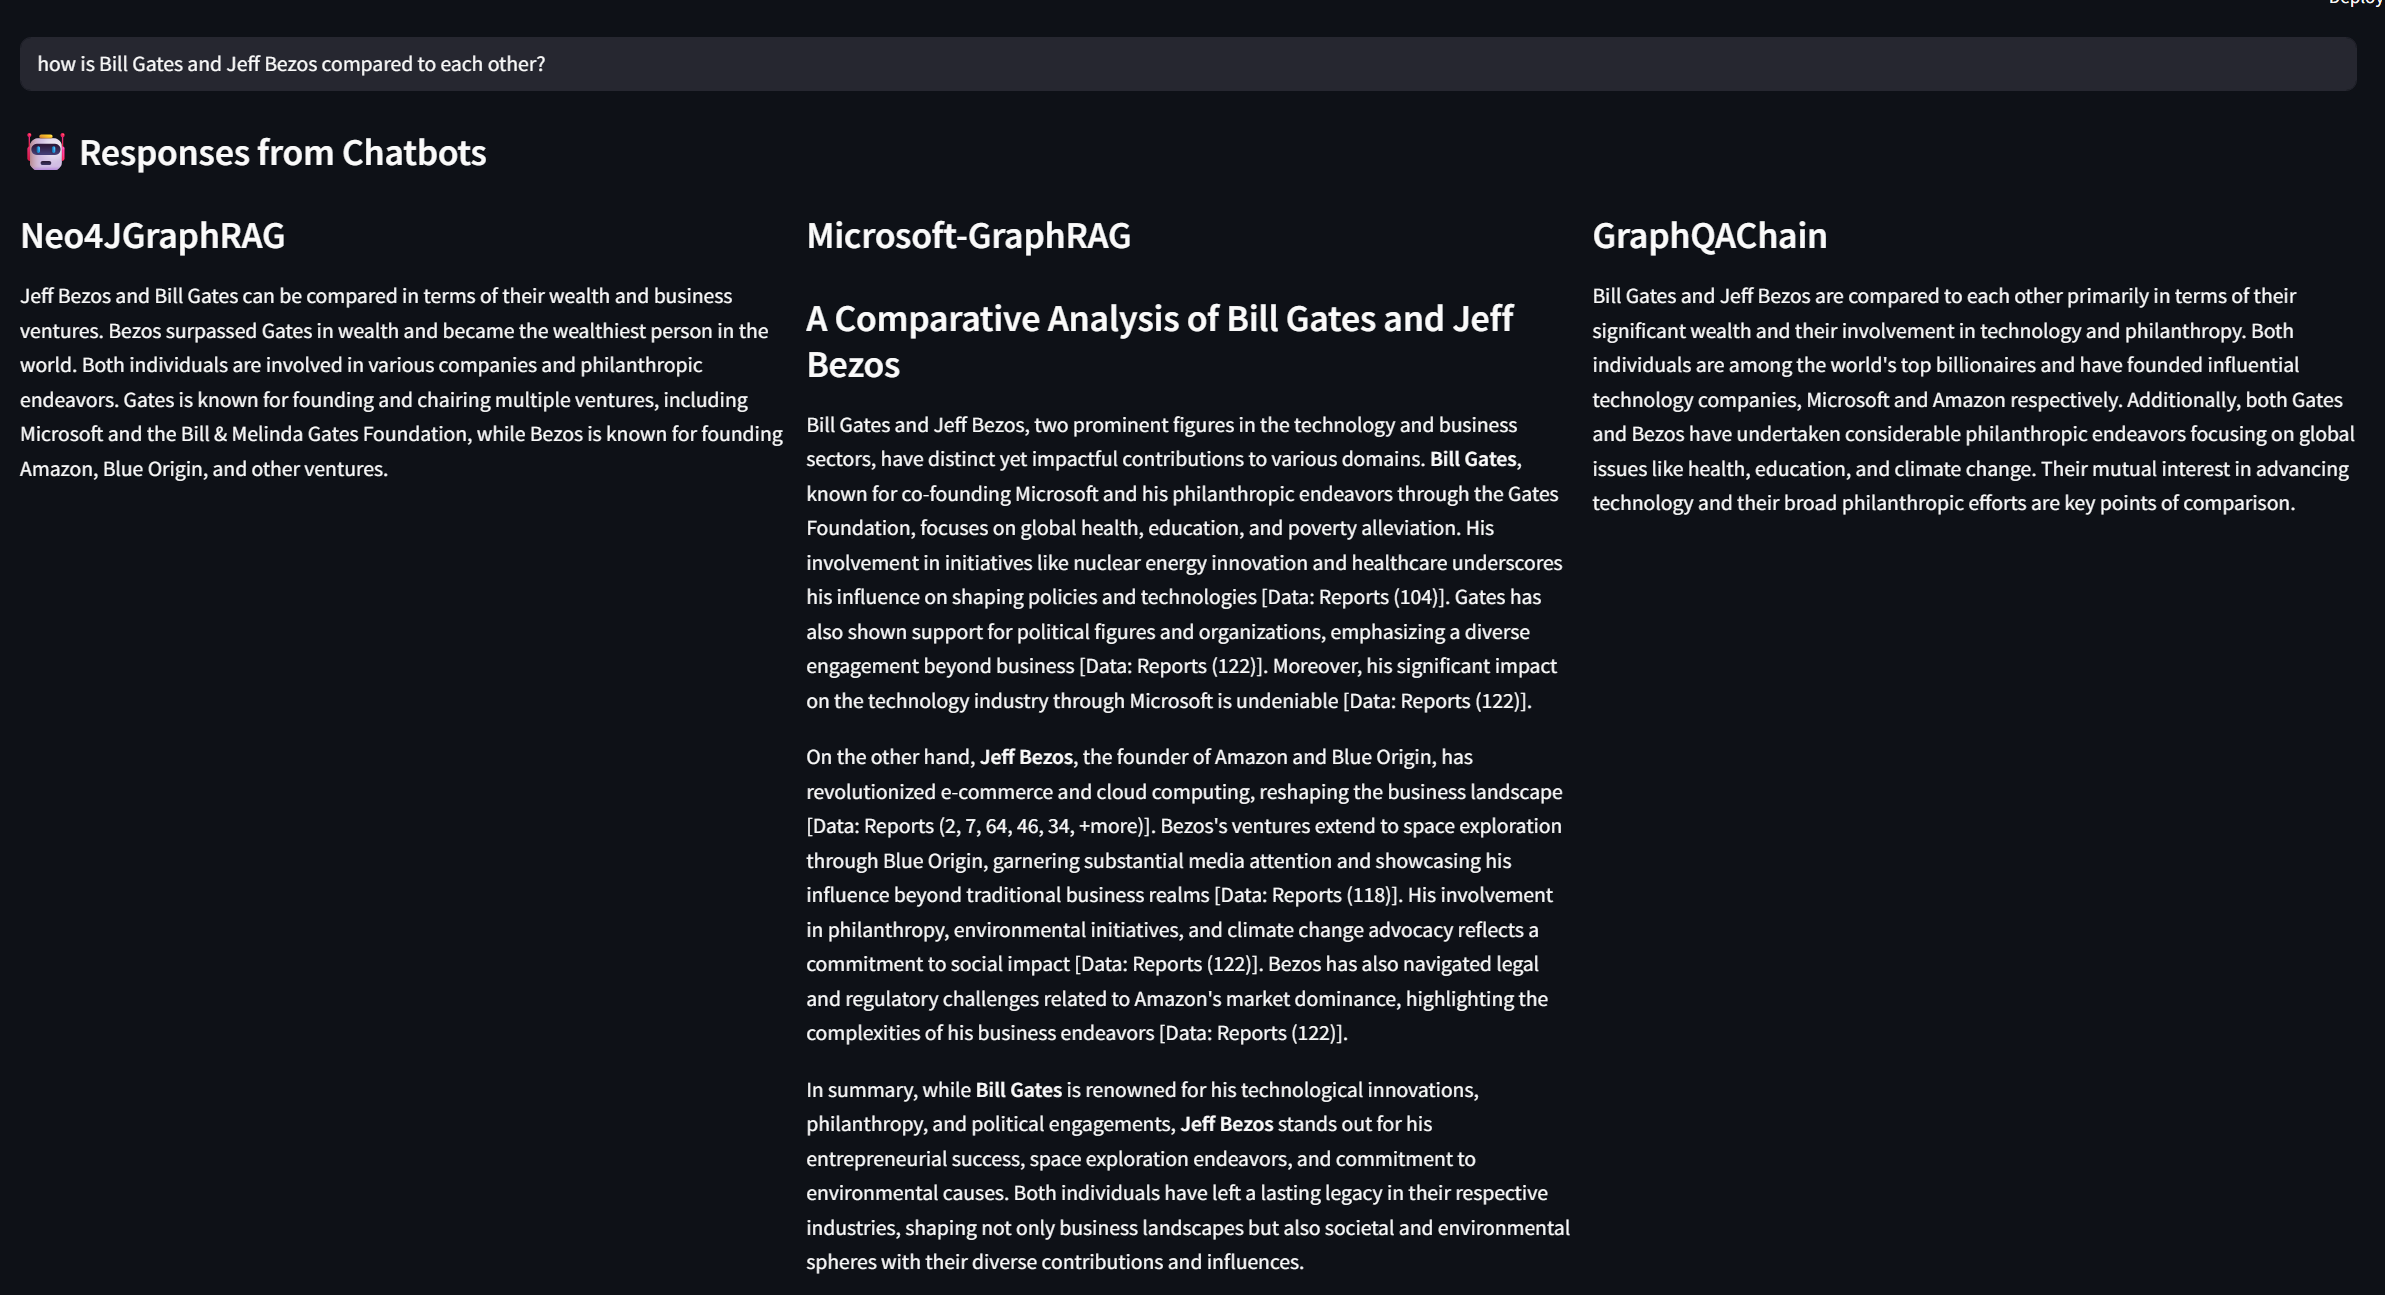 Deploy
how is Bill Gates and Jeff Bezos compared to each other?
Responses from Chatbots
Neo4JGraphRAG
Jeff Bezos and Bill Gates can be compared in terms of their wealth and business
ventures. Bezos surpassed Gates in wealth and became the wealthiest person in the
world. Both individuals are involved in various companies and philanthropic
endeavors. Gates is known for founding and chairing multiple ventures, including
Microsoft and the Bill & Melinda Gates Foundation, while Bezos is known for founding
Amazon, Blue Origin, and other ventures.
Microsoft-GraphRAG
A Comparative Analysis of Bill Gates and Jeff
Bezos
Bill Gates and Jeff Bezos, two prominent figures in the technology and business
sectors, have distinct yet impactful contributions to various domains. Bill Gates,
known for co-founding Microsoft and his philanthropic endeavors through the Gates
Foundation, focuses on global health, education, and poverty alleviation. His
involvement in initiatives like nuclear energy innovation and healthcare underscores
his influence on shaping policies and technologies [Data: Reports (104)]. Gates has
also shown support for political figures and organizations, emphasizing a diverse
engagement beyond business [Data: Reports (122)]. Moreover, his significant impact
on the technology industry through Microsoft is undeniable [Data: Reports (122)].
On the other hand, Jeff Bezos, the founder of Amazon and Blue Origin, has
revolutionized e-commerce and cloud computing, reshaping the business landscape
[Data: Reports (2, 7, 64, 46, 34, +more)]. Bezos's ventures extend to space exploration
through Blue Origin, garnering substantial media attention and showcasing his
influence beyond traditional business realms [Data: Reports (118)]. His involvement
in philanthropy, environmental initiatives, and climate change advocacy reflects a
commitment to social impact [Data: Reports (122)]. Bezos has also navigated legal
and regulatory challenges related to Amazon's market dominance, highlighting the
complexities of his business endeavors [Data: Reports (122)].
In summary, while Bill Gates is renowned for his technological innovations,
philanthropy, and political engagements, Jeff Bezos stands out for his
entrepreneurial success, space exploration endeavors, and commitment to
environmental causes. Both individuals have left a lasting legacy in their respective
industries, shaping not only business landscapes but also societal and environmental
spheres with their diverse contributions and influences.
GraphQAChain
Bill Gates and Jeff Bezos are compared to each other primarily in terms of their
significant wealth and their involvement in technology and philanthropy. Both
individuals are among the world's top billionaires and have founded influential
technology companies, Microsoft and Amazon respectively. Additionally, both Gates
and Bezos have undertaken considerable philanthropic endeavors focusing on global
issues like health, education, and climate change. Their mutual interest in advancing
technology and their broad philanthropic efforts are key points of comparison.